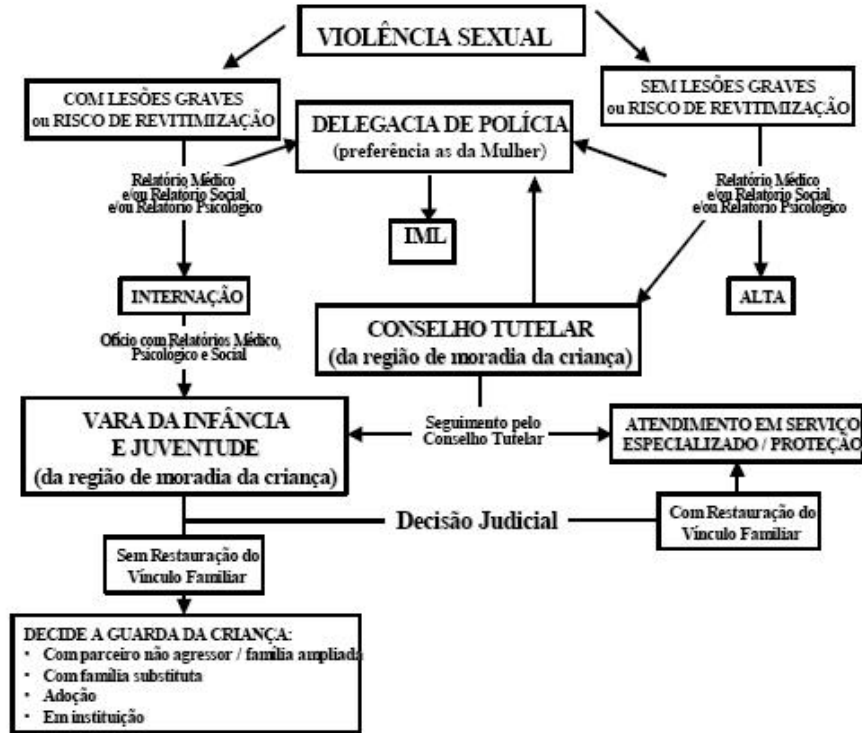 VIOLÊNCIA SEXUAL
COM LESÕES GRAVES
ou RISCO DE REVITIMIZAÇÃO
SEM LESÕES GRAVES
ou RISCO DE REVITIMIZAÇÃO
DELEGACIA DE POLÍCIA
(preferência as da Mulher)
Relatório Médico
e/ou Relatório Social
e/ou Relatório Psicologico
Relatório Médico
e/ou Relatório Social
e/ou Relatório Psicologico
IML
INTERNAÇÃO
ALTA
CONSELHO TUTELAR
(da região de moradia da criança)
Ofício com Relatórios Médico,
Psicológico e Social
VARA DA INFÂNCIA
E JUVENTUDE
(da região de moradia da criança)
Seguimento pelo
Conselho Tutelar
ATENDIMENTO EM SERVIÇO
ESPECIALIZADO / PROTEÇÃO
Decisão Judicial
Com Restauração do
Vínculo Familiar
Sem Restauração do
Vínculo Familiar
DECIDE A GUARDA DA CRIANÇA:
• Com parceiro não agressor / família ampliada
• Com família substituta
• Adoção
• Em instituição